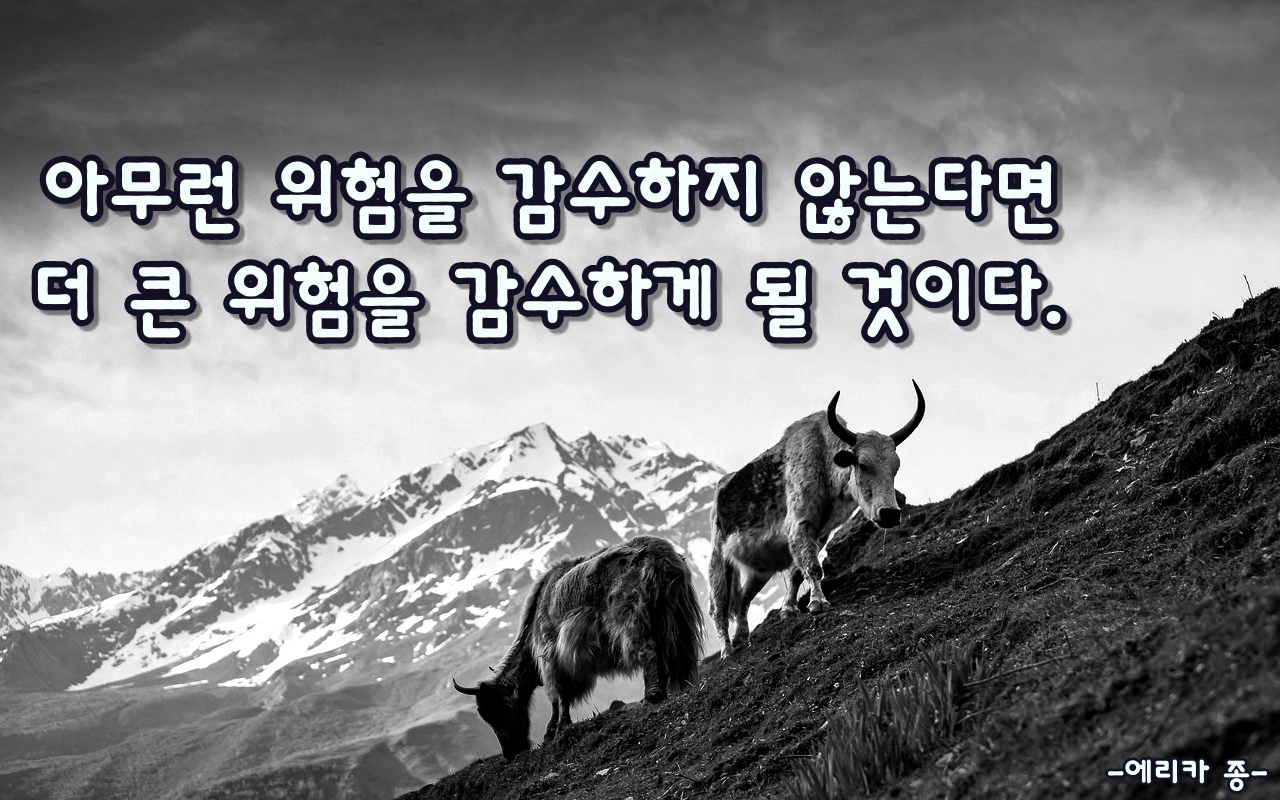 아무런 위험을 감수하지 않는다면
더 큰 위험을 감수하게 될 것이다.
-에리카 종-